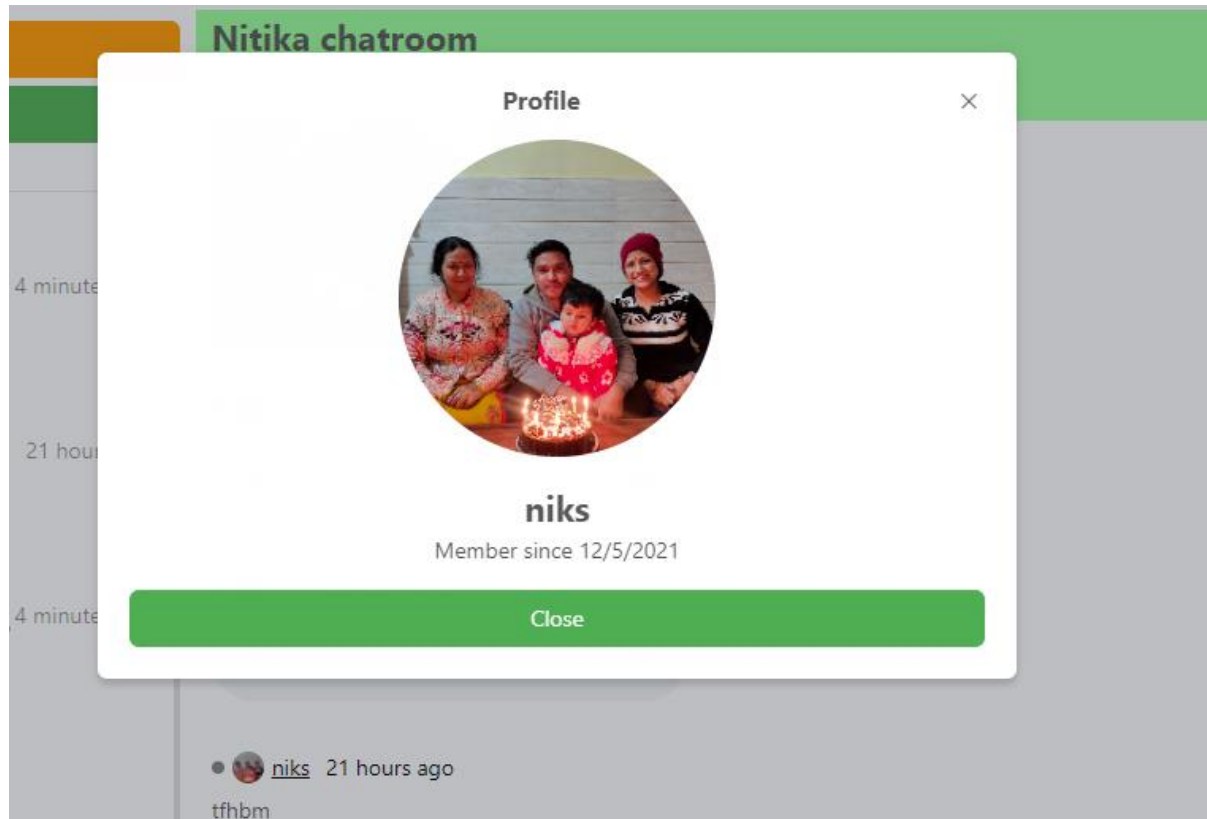 Nitika chatroom
Profile
4 minute
21 hour
niks
Member since 12/5/2021
Close
4 minute
niks 21 hours ago
tfhbm